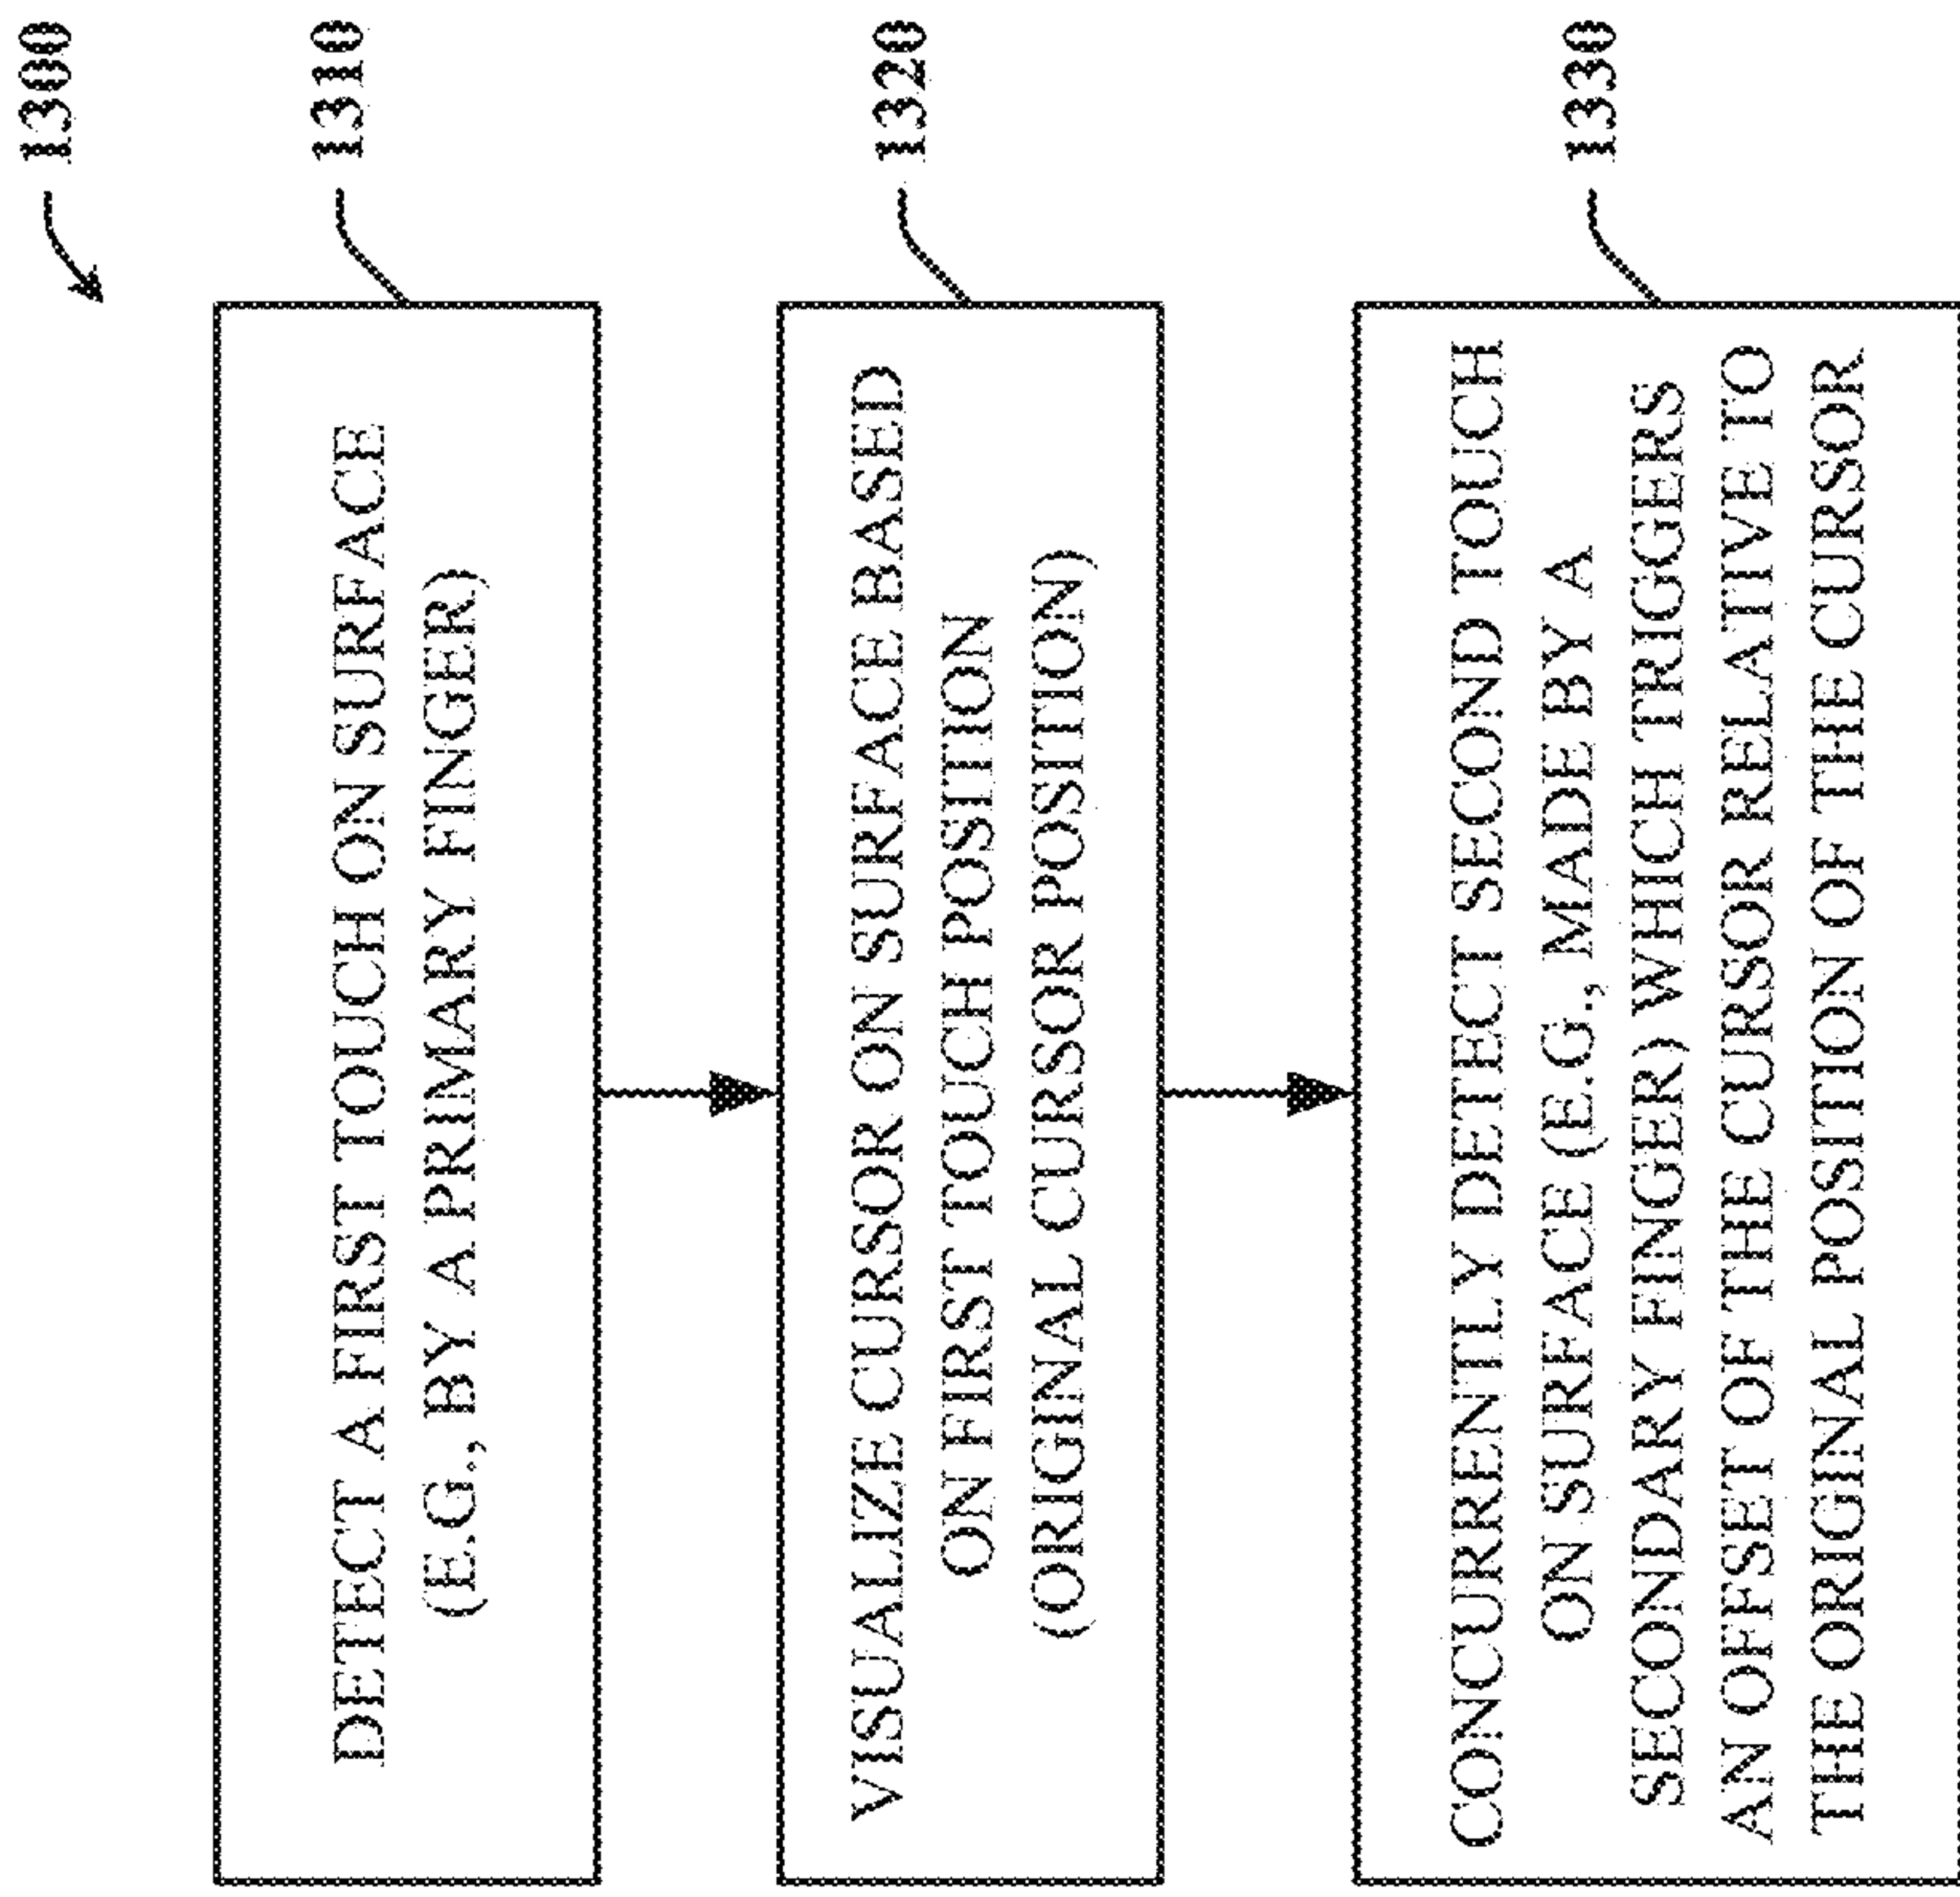 1300
1310
DETECT A FIRST TOUCH ON SURFACE
(E.G., BY A PRIMARY FINGER)
1320
VISUALIZE CURSOR ON SURFACE BASED
ON FIRST TOUCH POSITION
(ORIGINAL CURSOR POSITION)
1330
CONCURRENTLY DETECT SECOND TOUCH
ON SURFACE (E.G., MADE BY A
SECONDARY FINGER) WHICH TRIGGERS
AN OFFSET OF THE CURSOR RELATIVE TO
THE ORIGINAL POSITION OF THE CURSOR